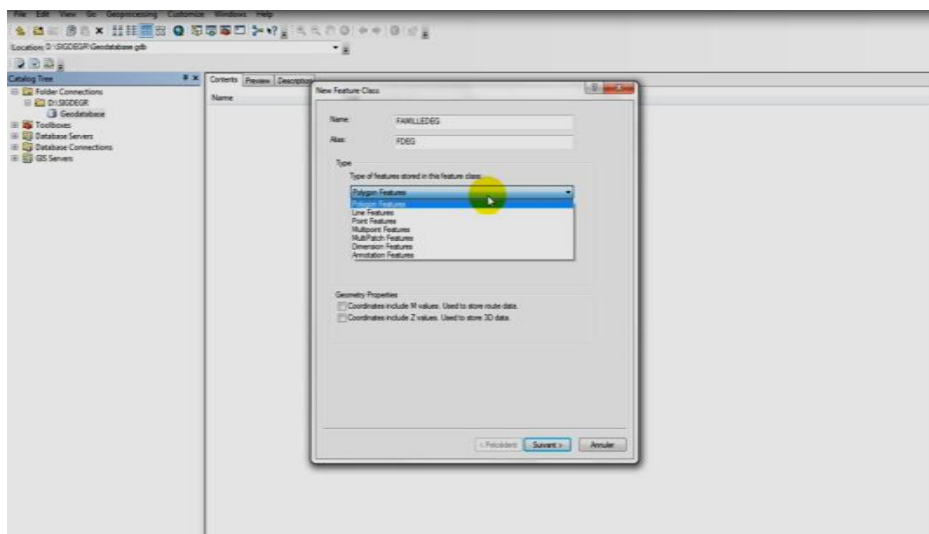 File Edit View Go Geoprocessing Customize Windows Help
Location: D:\SIGDEGR\Geodatabase.gdb
Catalog Tree
Folder Connections
D:\SIGDEGR
Geodatabase
Toolboxes
Database Servers
Database Connections
GIS Servers
Contents Preview Description
Name
New Feature Class
Name: FAMILLEDEG
Alias: FDEG
Type
Type of features stored in this feature class:
Polygon Features
Polygon Features
Line Features
Point Features
Multipoint Features
MultiPatch Features
Dimension Features
Annotation Features
Geometry Properties
Coordinates include M values. Used to store route data.
Coordinates include Z values. Used to store 3D data.
< Précédent Suivant > Annuler